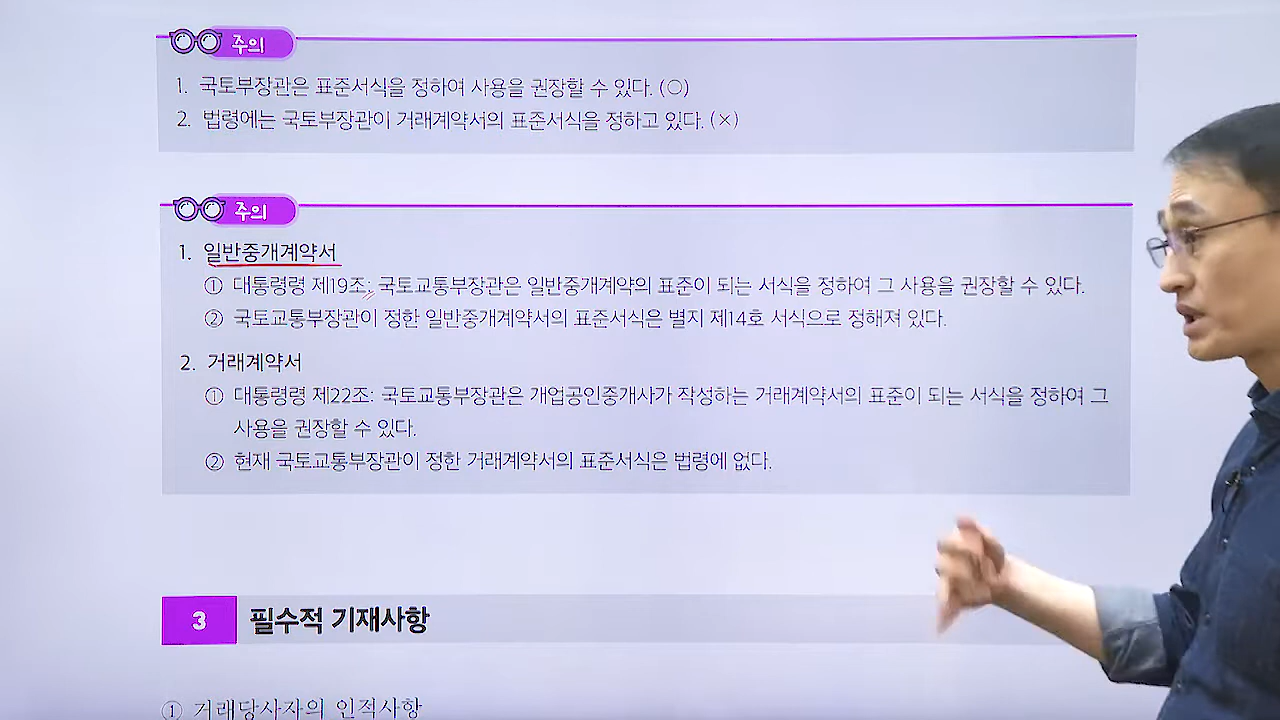 주의
1. 국토부장관은 표준서식을 정하여 사용을 권장할 수 있다. (○)
2. 법령에는 국토부장관이 거래계약서의 표준서식을 정하고 있다. (×)
주의
1. 일반중개계약서
① 대통령령 제19조: 국토교통부장관은 일반중개계약의 표준이 되는 서식을 정하여 그 사용을 권장할 수 있다.
② 국토교통부장관이 정한 일반중개계약서의 표준서식은 별지 제14호 서식으로 정해져 있다.
2. 거래계약서
① 대통령령 제22조: 국토교통부장관은 개업공인중개사가 작성하는 거래계약서의 표준이 되는 서식을 정하여 그
사용을 권장할 수 있다.
② 현재 국토교통부장관이 정한 거래계약서의 표준서식은 법령에 없다.
3 필수적 기재사항
① 거래당사자의 인적사항